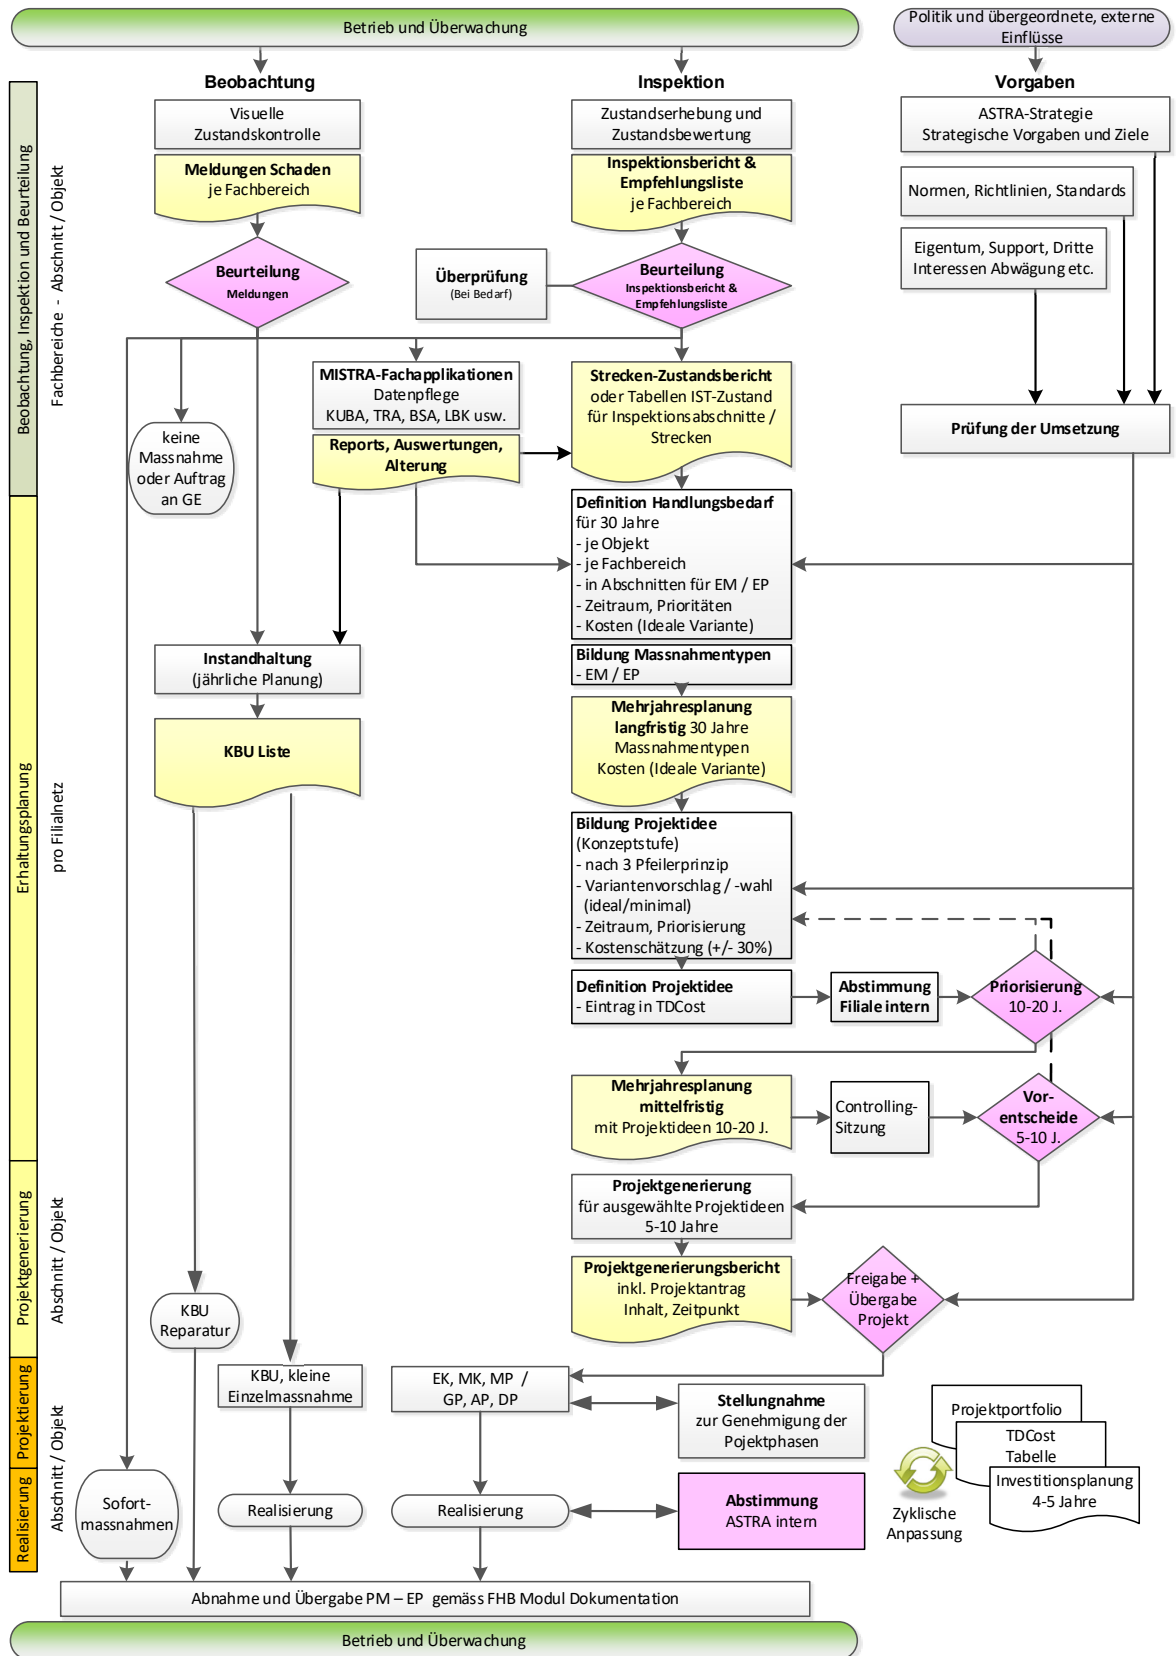 Betrieb und Überwachung
Politik und übergeordnete, externe
Einflüsse
Beobachtung
Inspektion
Vorgaben
Beobachtung, Inspektion und Beurteilung
Fachbereiche - Abschnitt / Objekt
Visuelle
Zustandskontrolle
Zustandserhebung und
Zustandsbewertung
ASTRA-Strategie
Strategische Vorgaben und Ziele
Meldungen Schaden
je Fachbereich
Inspektionsbericht &
Empfehlungsliste
je Fachbereich
Normen, Richtlinien, Standards
Eigentum, Support, Dritte
Interessen Abwägung etc.
Beurteilung
Meldungen
Überprüfung
(Bei Bedarf)
Beurteilung
Inspektionsbericht &
Empfehlungsliste
MISTRA-Fachapplikationen
Datenpflege
KUBA, TRA, BSA, LBK usw.
Strecken-Zustandsbericht
oder Tabellen IST-Zustand
für Inspektionsabschnitte /
Strecken
Prüfung der Umsetzung
keine
Massnahme
oder Auftrag
an GE
Reports, Auswertungen,
Alterung
Erhaltungsplanung
pro Filialnetz
Definition Handlungsbedarf
für 30 Jahre
- je Objekt
- je Fachbereich
- in Abschnitten für EM / EP
- Zeitraum, Prioritäten
- Kosten (Ideale Variante)
Instandhaltung
(jährliche Planung)
Bildung Massnahmentypen
- EM / EP
KBU Liste
Mehrjahresplanung
langfristig 30 Jahre
Massnahmentypen
Kosten (Ideale Variante)
Bildung Projektidee
(Konzeptstufe)
- nach 3 Pfeilerprinzip
- Variantenvorschlag / -wahl
(ideal/minimal)
- Zeitraum, Priorisierung
- Kostenschätzung (+/- 30%)
Definition Projektidee
- Eintrag in TDCost
Abstimmung
Filiale intern
Priorisierung
10-20 J.
Mehrjahresplanung
mittelfristig
mit Projektideen 10-20 J.
Controlling-
Sitzung
Vor-
entscheide
5-10 J.
Projektgenerierung
Abschnitt / Objekt
Projektgenerierung
für ausgewählte Projektideen
5-10 Jahre
Projektgenerierungsbericht
inkl. Projektantrag
Inhalt, Zeitpunkt
Freigabe +
Übergabe
Projekt
KBU
Reparatur
Projektierung
Realisierung
Abschnitt / Objekt
KBU, kleine
Einzelmassnahme
EK, MK, MP /
GP, AP, DP
Stellungnahme
zur Genehmigung der
Pojektphasen
Projektportfolio
TDCost
Tabelle
Investitionsplanung
4-5 Jahre
Zyklische
Anpassung
Sofort-
massnahmen
Realisierung
Realisierung
Abstimmung
ASTRA intern
Abnahme und Übergabe PM – EP gemäss FHB Modul Dokumentation
Betrieb und Überwachung